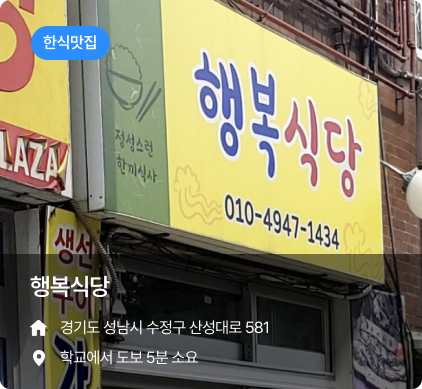 한식맛집
정성스런
한끼식사
행복식당
010-4947-1434
LAZA
생선
행복식당
경기도 성남시 수정구 산성대로 581
학교에서 도보 5분 소요